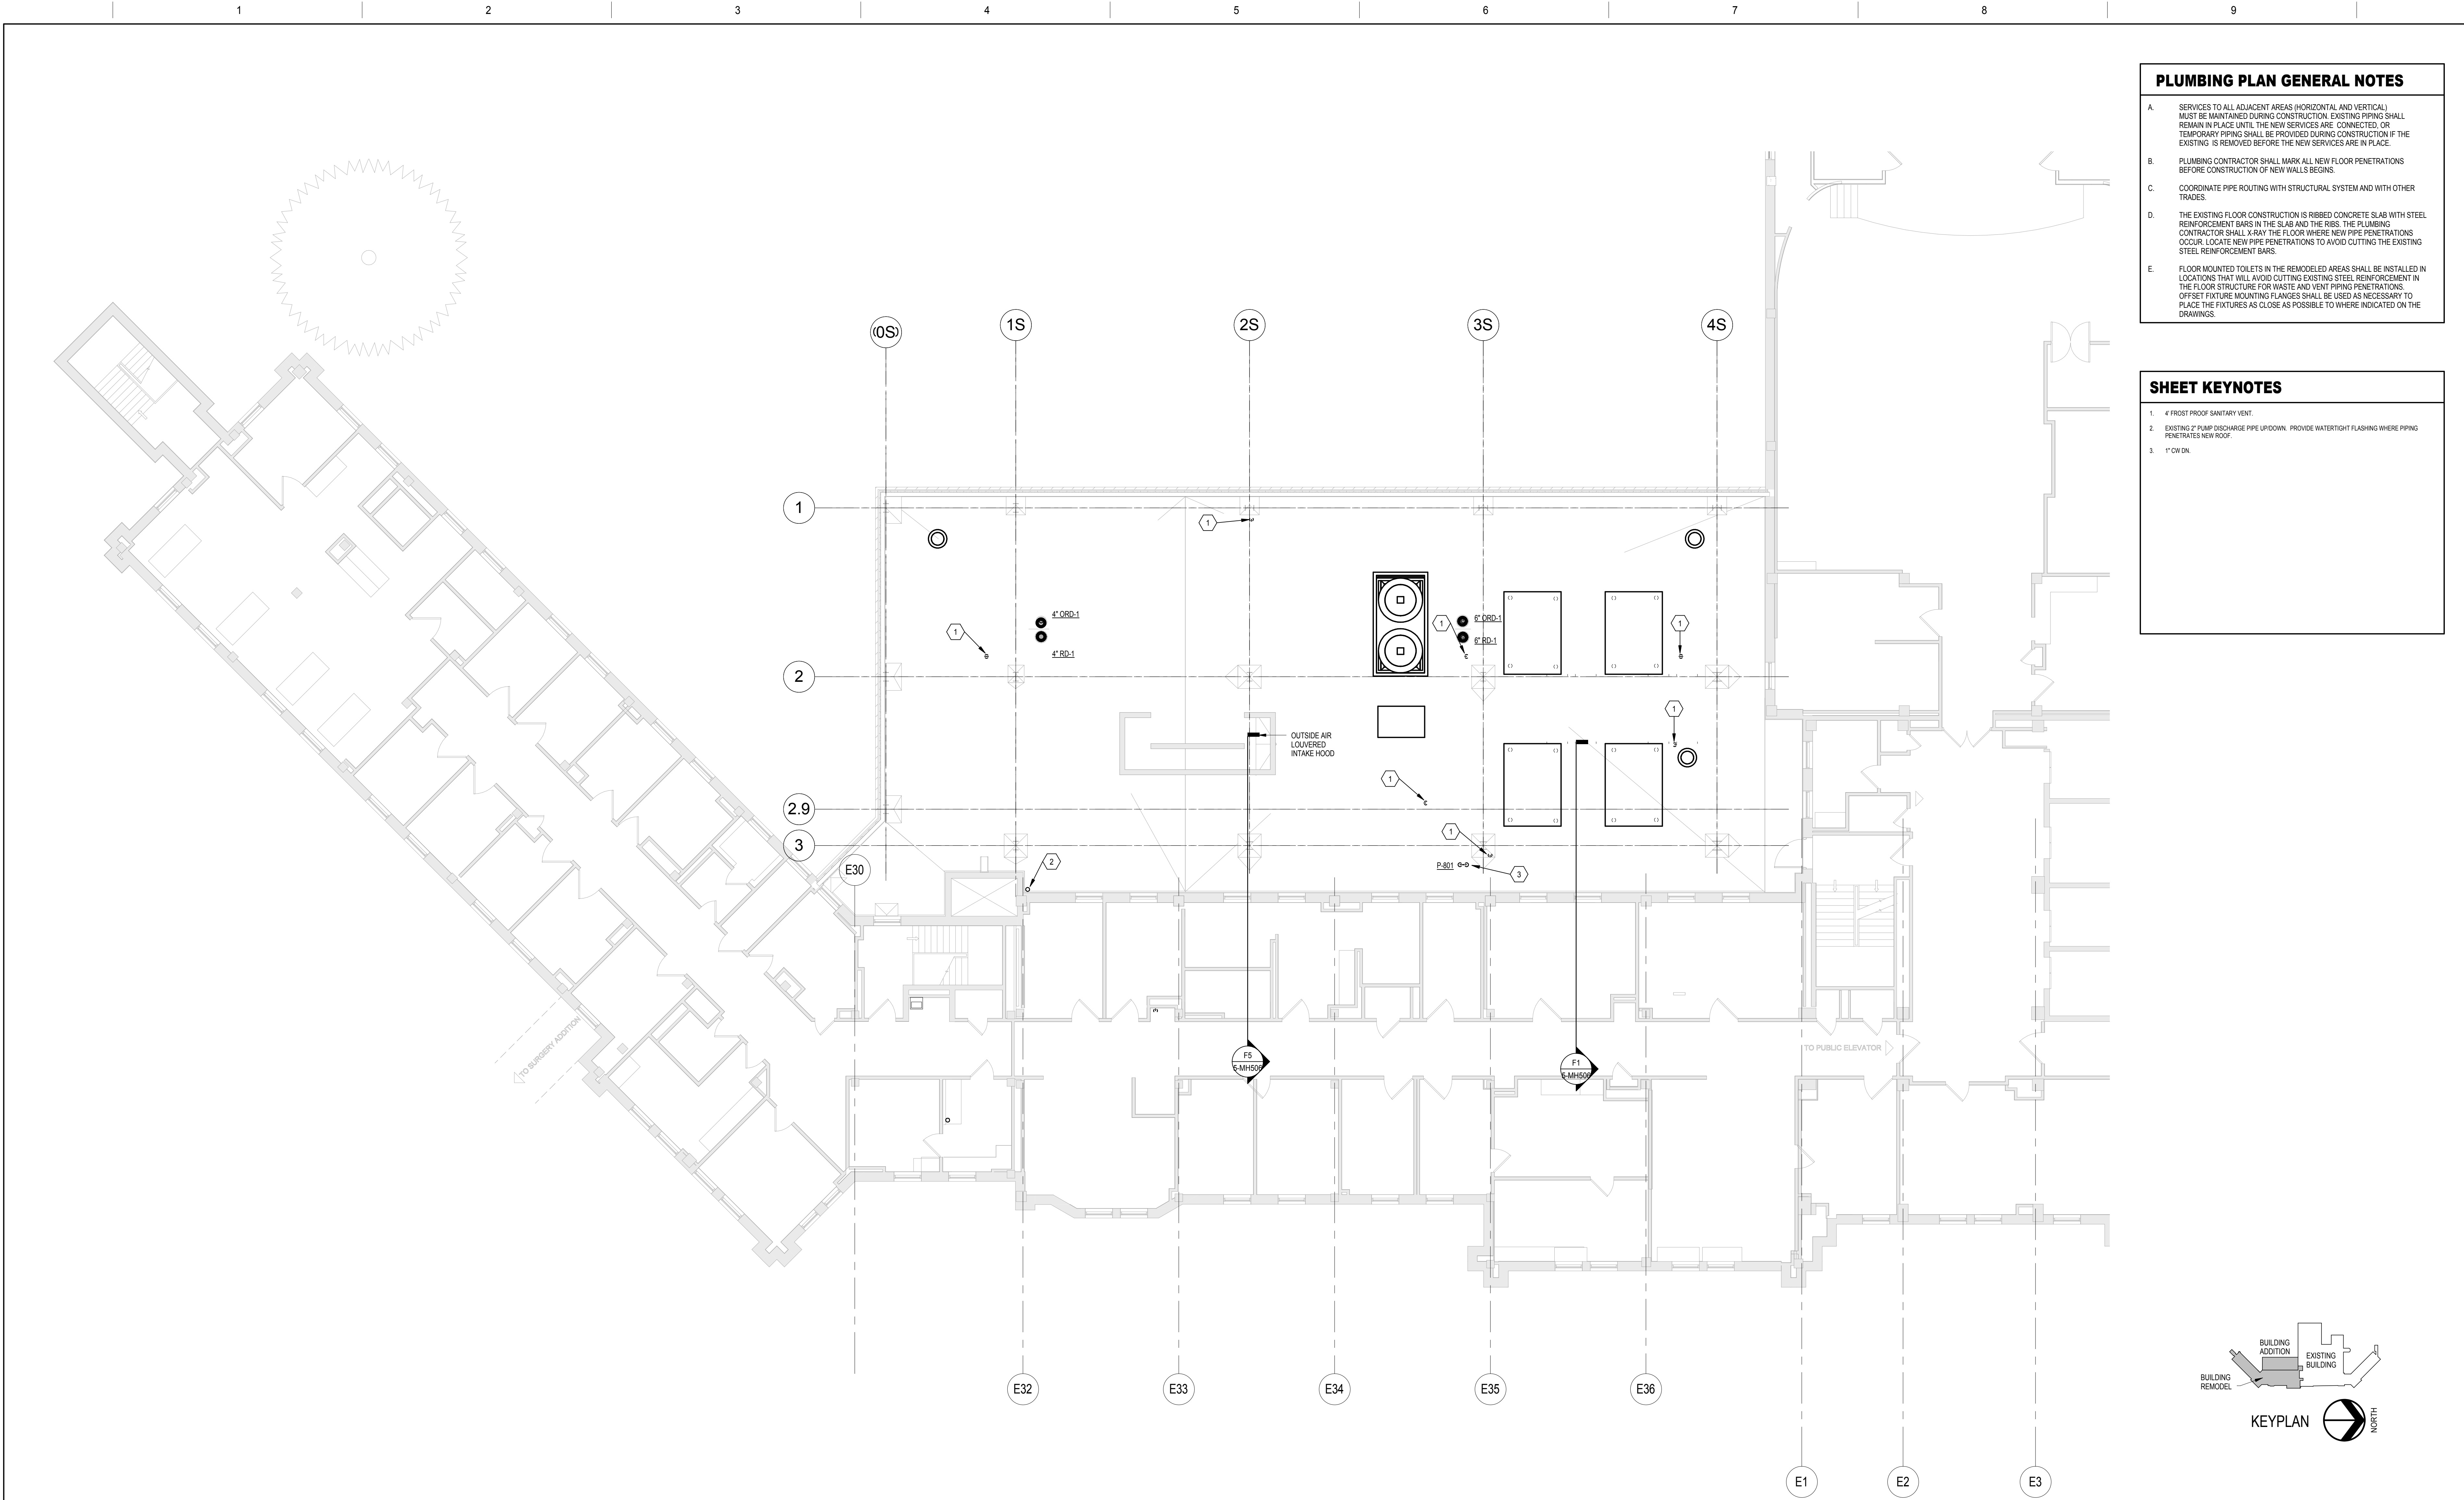 1
2
3
4
5
6
7
8
9
PLUMBING PLAN GENERAL NOTES
A. SERVICES TO ALL ADJACENT AREAS (HORIZONTAL AND VERTICAL)
MUST BE MAINTAINED DURING CONSTRUCTION. EXISTING PIPING SHALL
REMAIN IN PLACE UNTIL THE NEW SERVICES ARE CONNECTED, OR
TEMPORARY PIPING SHALL BE PROVIDED DURING CONSTRUCTION IF THE
EXISTING IS REMOVED BEFORE THE NEW SERVICES ARE IN PLACE.
B. PLUMBING CONTRACTOR SHALL MARK ALL NEW FLOOR PENETRATIONS
BEFORE CONSTRUCTION OF NEW WALLS BEGINS.
C. COORDINATE PIPE ROUTING WITH STRUCTURAL SYSTEM AND WITH OTHER
TRADES.
D. THE EXISTING FLOOR CONSTRUCTION IS RIBBED CONCRETE SLAB WITH STEEL
REINFORCEMENT BARS IN THE SLAB AND THE RIBS. THE PLUMBING
CONTRACTOR SHALL X-RAY THE FLOOR WHERE NEW PIPE PENETRATIONS
OCCUR. LOCATE NEW PIPE PENETRATIONS TO AVOID CUTTING THE EXISTING
STEEL REINFORCEMENT BARS.
E. FLOOR MOUNTED TOILETS IN THE REMODELED AREAS SHALL BE INSTALLED IN
LOCATIONS THAT WILL AVOID CUTTING EXISTING STEEL REINFORCEMENT IN
THE FLOOR STRUCTURE FOR WASTE AND VENT PIPING PENETRATIONS.
OFFSET FIXTURE MOUNTING FLANGES SHALL BE USED AS NECESSARY TO
PLACE THE FIXTURES AS CLOSE AS POSSIBLE TO WHERE INDICATED ON THE
DRAWINGS.
SHEET KEYNOTES
1. 4' FROST PROOF SANITARY VENT.
2. EXISTING 2" PUMP DISCHARGE PIPE UP/DOWN. PROVIDE WATERTIGHT FLASHING WHERE PIPING
PENETRATES NEW ROOF.
3. 1" CW DN.
(0S)
1S
2S
3S
4S
1
1
4" ORD-1
6" ORD-1
1
1
1
6" RD-1
4" RD-1
2
1
OUTSIDE AIR
LOUVERED
INTAKE HOOD
1
2.9
1
3
2
P-801
3
E30
TO SURGERY ADDITION
TO PUBLIC ELEVATOR
F5
5-MH506
F1
5-MH506
BUILDING
ADDITION
EXISTING
BUILDING
BUILDING
REMODEL
KEYPLAN
NORTH
E32
E33
E34
E35
E36
E1
E2
E3